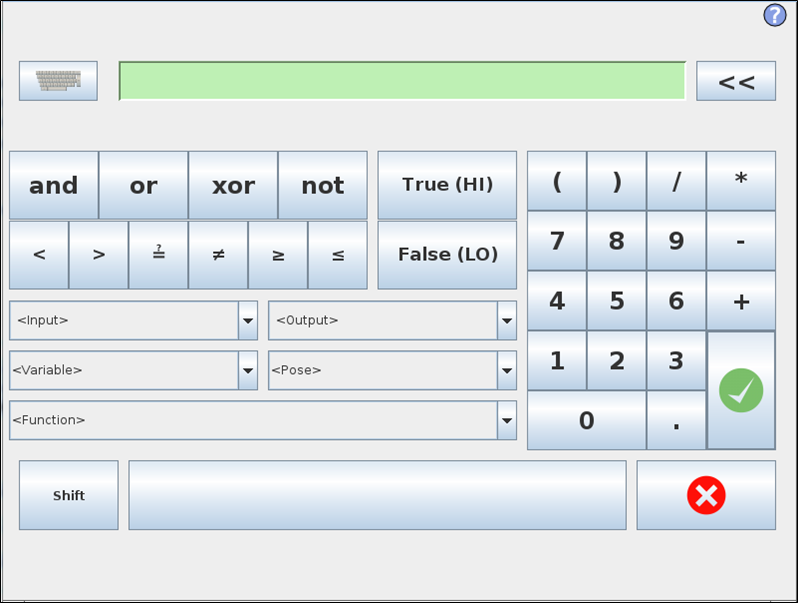 ?
<<
and or xor not True (HI) ( ) / *
< > ≟ ≠ ≥ ≤ False (LO) 7 8 9 -
<Input> <Output> 4 5 6 +
<Variable> <Pose> 1 2 3
<Function> 0 .
Shift